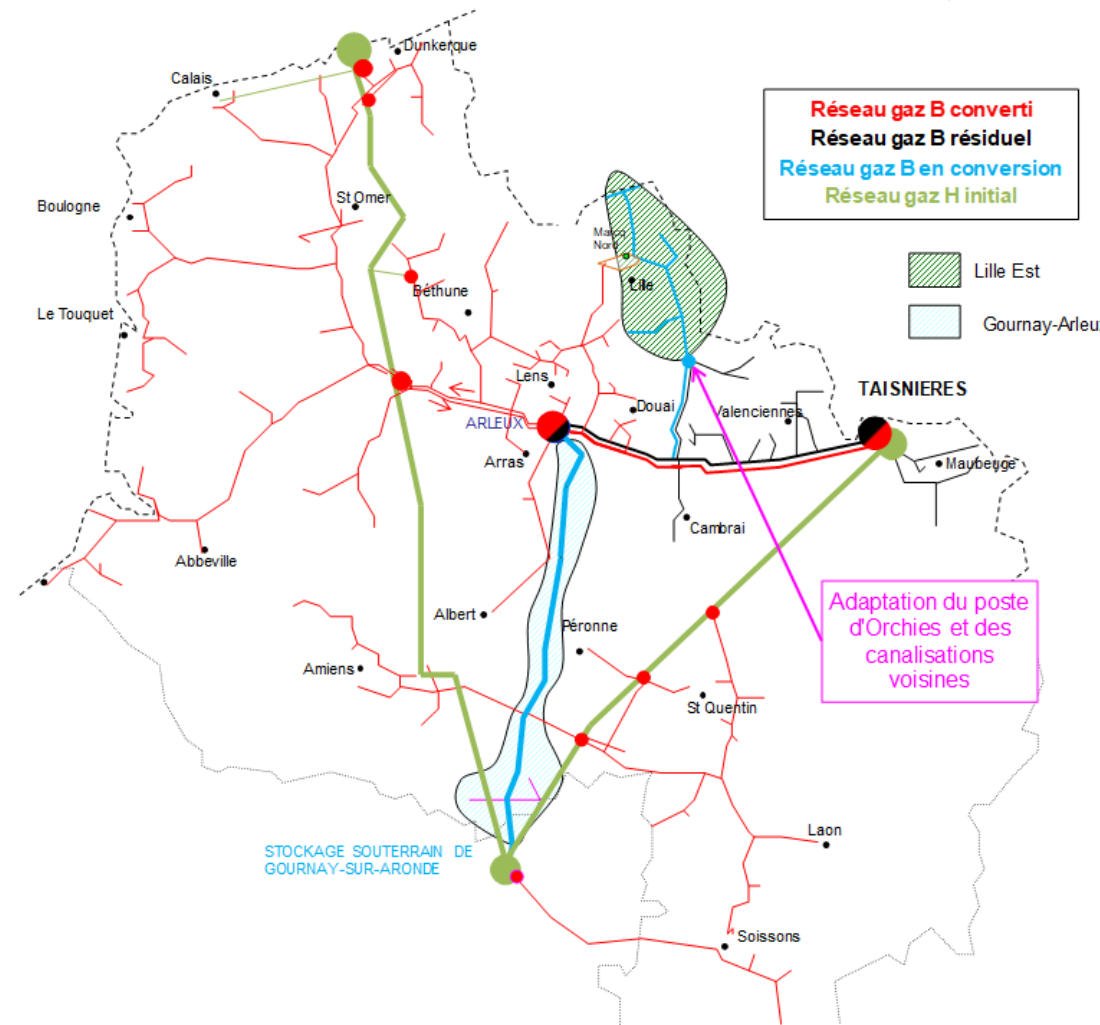 Dunkerque
Calais
Réseau gaz B converti
Réseau gaz B résiduel
Réseau gaz B en conversion
Réseau gaz H initial
St Omer
Boulogne
Marcq
Nord
Lille
Lille Est
Béthune
Le Touquet
Gournay-Arleux
Lens
TAISNIERES
Douai
Valenciennes
ARLEUX
Arras
Maubeuge
Cambrai
Abbeville
Albert
Péronne
Adaptation du poste
d'Orchies et des
canalisations
voisines
Amiens
St Quentin
Laon
STOCKAGE SOUTERRAIN DE
GOURNAY-SUR-ARONDE
Soissons